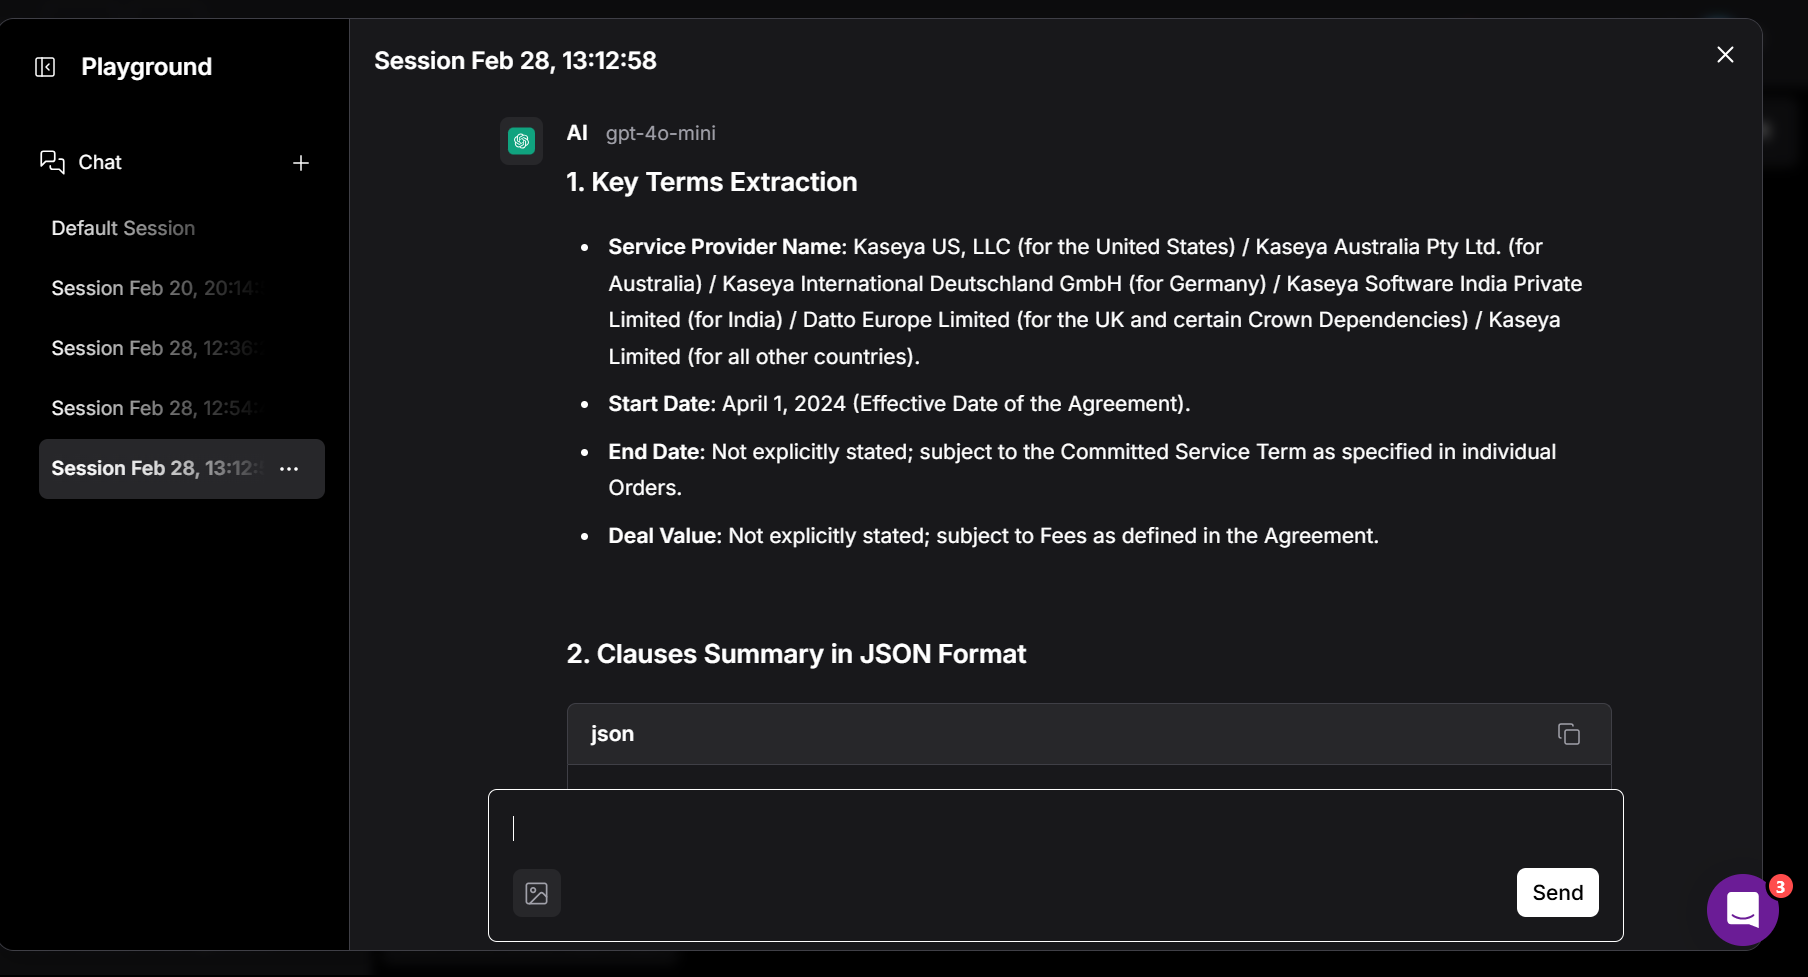 Playground
Chat
Default Session
Session Feb 20, 20:14:
Session Feb 28, 12:36:
Session Feb 28, 12:54:
Session Feb 28, 13:12:
Session Feb 28, 13:12:58
AI gpt-4o-mini
1. Key Terms Extraction
• Service Provider Name: Kaseya US, LLC (for the United States) / Kaseya Australia Pty Ltd. (for
Australia) / Kaseya International Deutschland GmbH (for Germany) / Kaseya Software India Private
Limited (for India) / Datto Europe Limited (for the UK and certain Crown Dependencies) / Kaseya
Limited (for all other countries).
• Start Date: April 1, 2024 (Effective Date of the Agreement).
• End Date: Not explicitly stated; subject to the Committed Service Term as specified in individual
Orders.
• Deal Value: Not explicitly stated; subject to Fees as defined in the Agreement.
2. Clauses Summary in JSON Format
json
Send
3